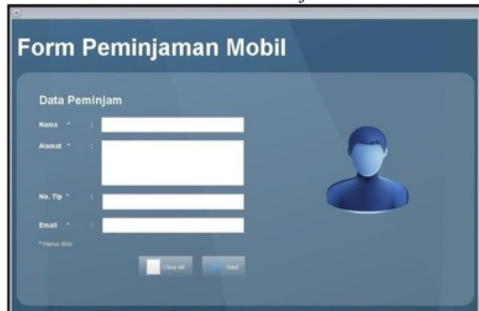 Form Peminjaman Mobil
Data Peminjam
Nama * :
Alamat * :
No. Tlp * :
Email * :
* Harus diisi
Clear All
Next